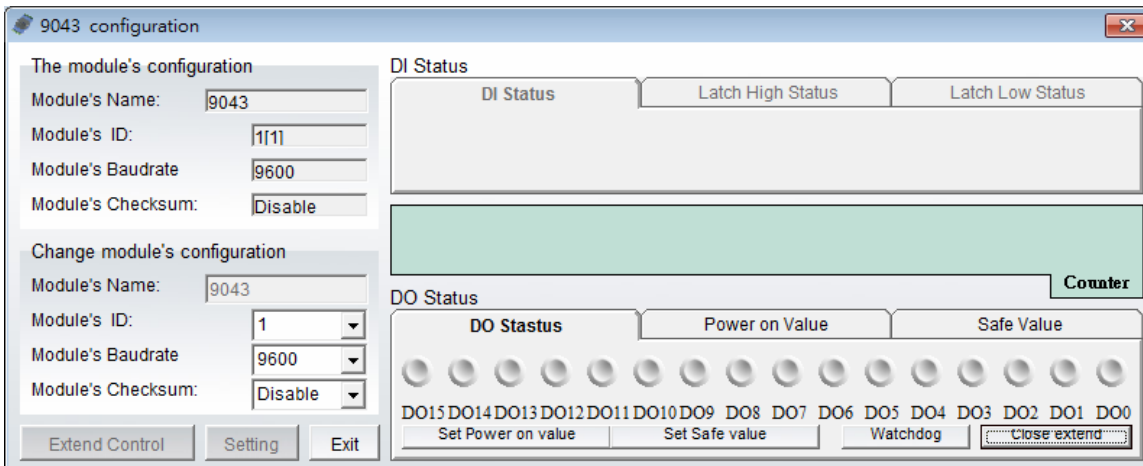 9043 configuration
The module's configuration
Module's Name: 9043
Module's ID: 1[1]
Module's Baudrate 9600
Module's Checksum: Disable
Change module's configuration
Module's Name: 9043
Module's ID: 1
Module's Baudrate 9600
Module's Checksum: Disable
Extend Control Setting Exit
DI Status
DI Status Latch High Status Latch Low Status
Counter
DO Status
DO Stastus Power on Value Safe Value
DO15 DO14 DO13 DO12 DO11 DO10 DO9 DO8 DO7 DO6 DO5 DO4 DO3 DO2 DO1 DO0
Set Power on value Set Safe value Watchdog Close extend